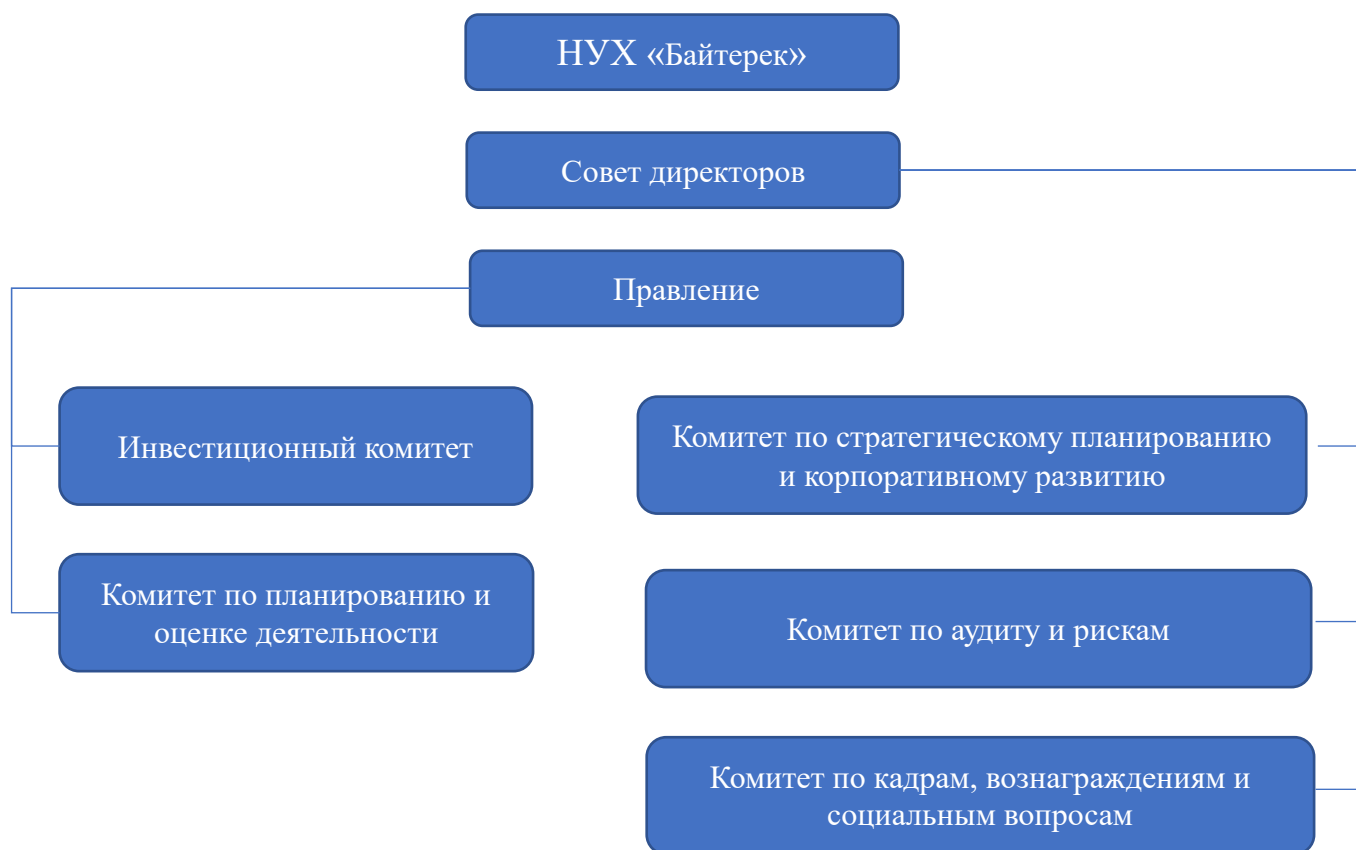 НУХ «Байтерек»
Совет директоров
Правление
Инвестиционный комитет
Комитет по планированию и
оценке деятельности
Комитет по стратегическому планированию
и корпоративному развитию
Комитет по аудиту и рискам
Комитет по кадрам, вознаграждениям и
социальным вопросам